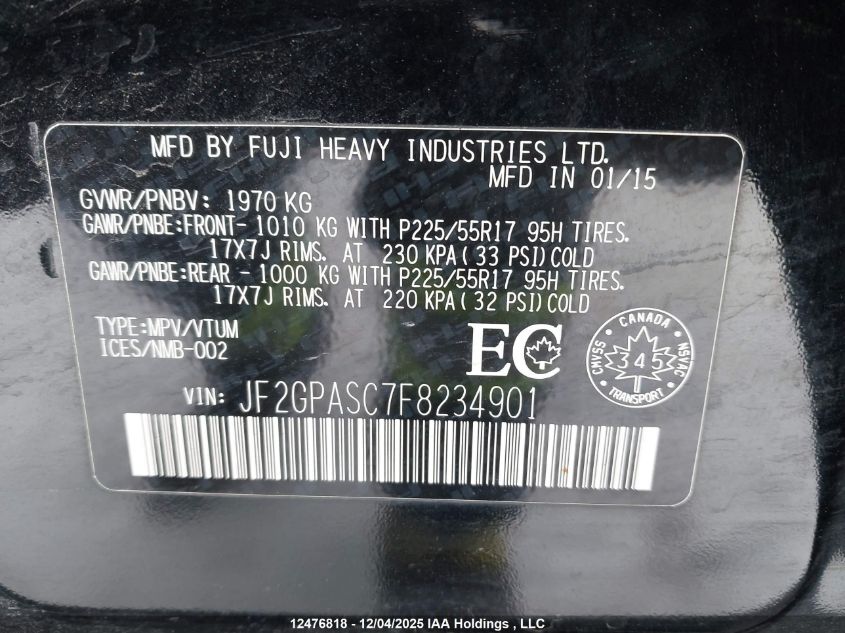 MFD BY FUJI HEAVY INDUSTRIES LTD.
MFD IN 01/15
GVWR/PNBV: 1970 KG
GAWR/PNBE:FRONT- 1010 KG WITH P225/55R17 95H TIRES.
17X7J RIMS. AT 230 KPA(33 PSI)COLD
GAWR/PNBE:REAR - 1000 KG WITH P225/55R17 95H TIRES.
17X7J RIMS. AT 220 KPA(32 PSI)COLD
TYPE:MPV/VTUM
ICES/NMB-002
EC
CANADA
CMVSS
345
NSVAC
TRANSPORT
VIN: JF2GPASC7F8234901
12476818 - 12/04/2025 IAA Holdings , LLC